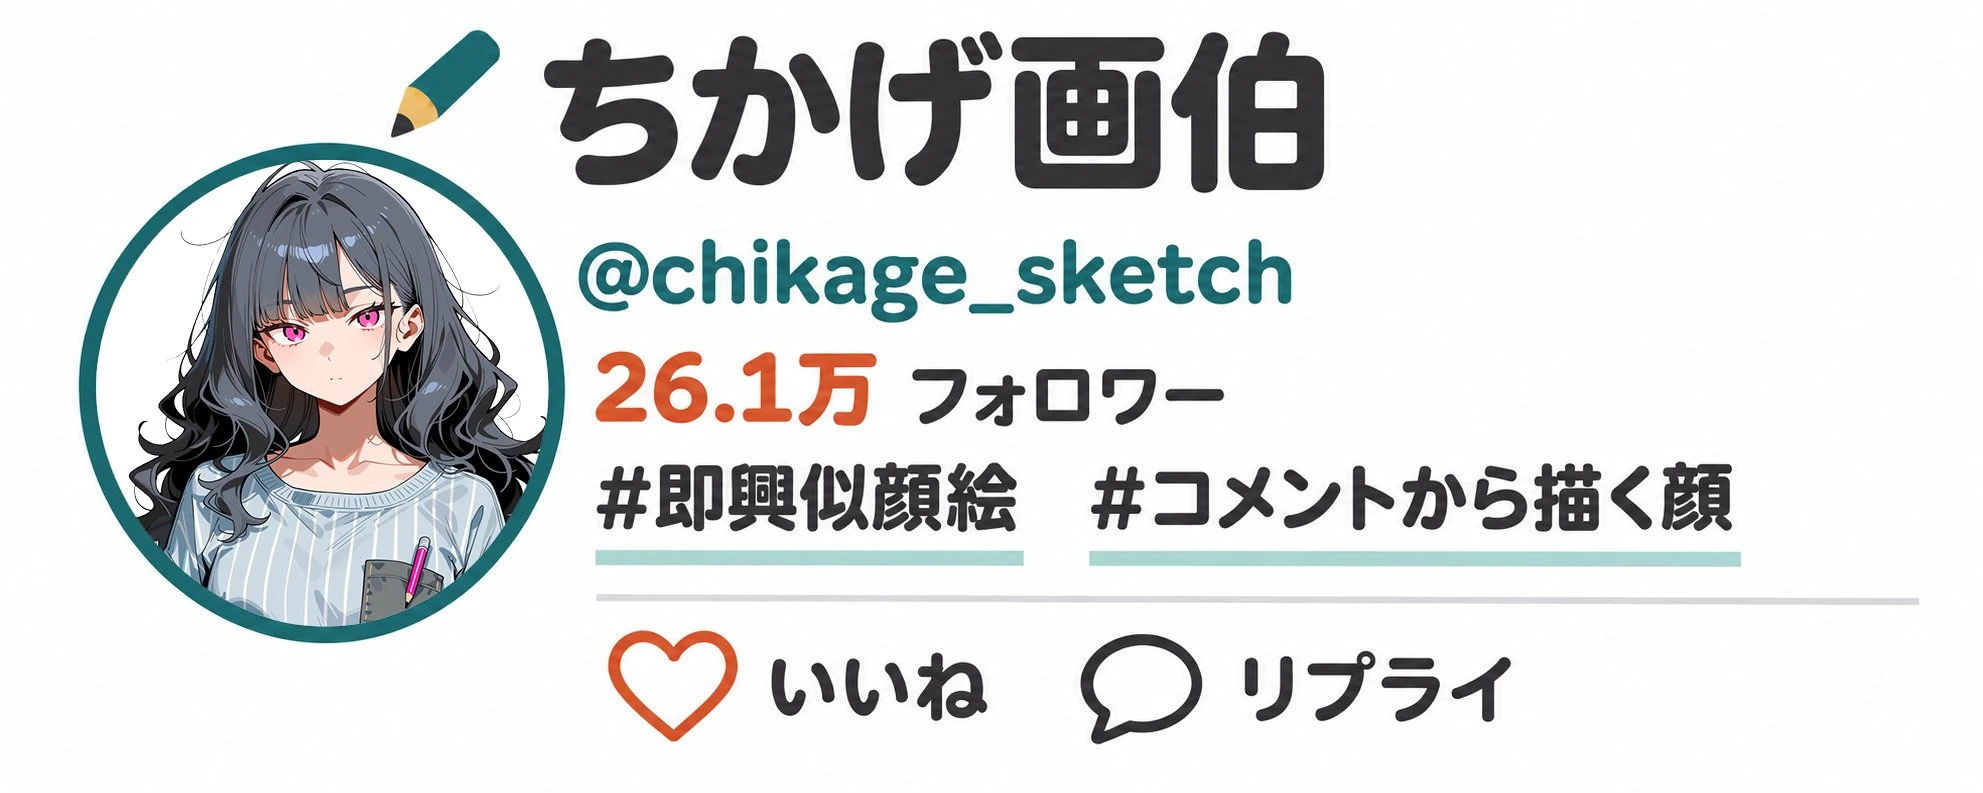 ちかげ画伯
@chikage_sketch
26.1万 フォロワー
#即興似顔絵 #コメントから描く顔
いいね リプライ